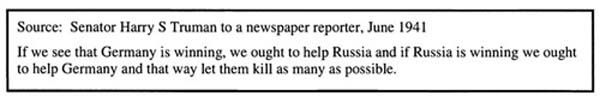 Source:  Senator Harry S Truman to a newspaper reporter, June 1941
If we see that Germany is winning, we ought to help Russia and if Russia is winning we ought
to help Germany and that way let them kill as many as possible.